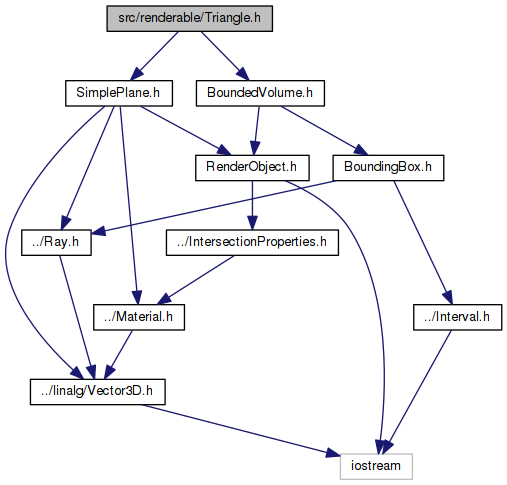 src/renderable/Triangle.h
SimplePlane.h
BoundedVolume.h
RenderObject.h
BoundingBox.h
../Ray.h
../IntersectionProperties.h
../Material.h
../Interval.h
../linalg/Vector3D.h
iostream